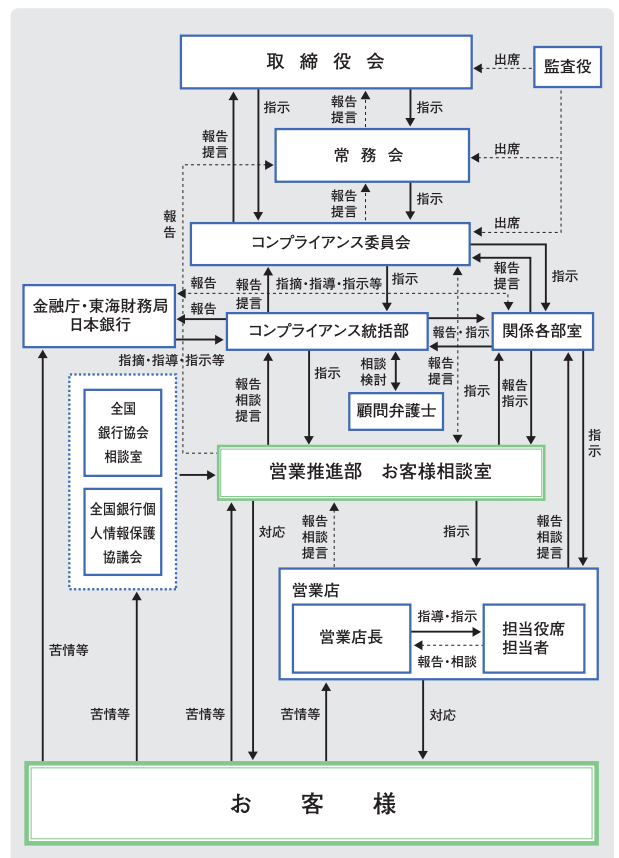 取締役会
出席
監査役
指示
報告
提言
指示
報告
提言
常務会
出席
報告
提言
指示
報告
出席
コンプライアンス委員会
報告
報告
提言
指摘・指導・指示等
指示
報告
提言
指示
金融庁・東海財務局
日本銀行
報告
コンプライアンス統括部
報告・指示
関係各部室
指摘・指導・指示等
報告
相談
提言
指示
相談
検討
報告
提言
指示
報告
指示
顧問弁護士
指示
全国
銀行協会
相談室
全国銀行個
人情報保護
協議会
営業推進部 お客様相談室
対応
報告
相談
提言
指示
報告
相談
提言
営業店
営業店長
指導・指示
報告・相談
担当役席
担当者
苦情等
苦情等
苦情等
苦情等
対応
お客様